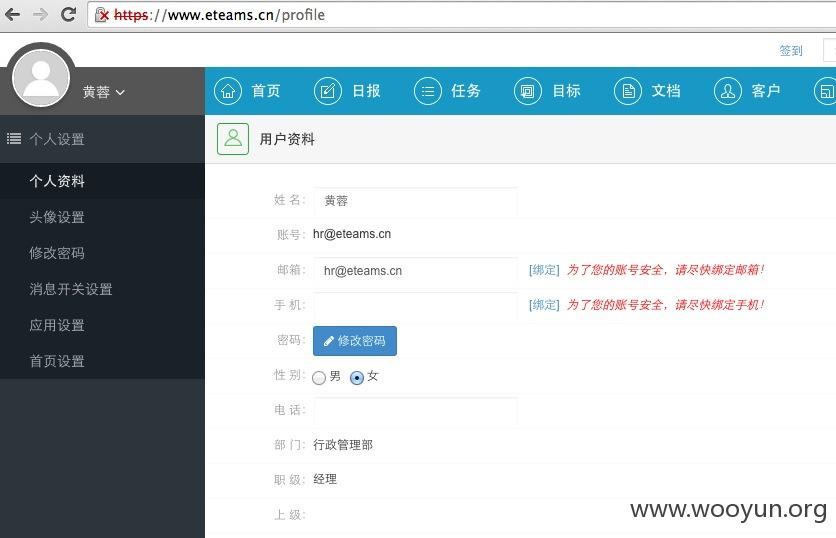 https://www.eteams.cn/profile
签到
黄蓉
首页 日报 任务 目标 文档 客户
个人设置
用户资料
个人资料
头像设置
修改密码
消息开关设置
应用设置
首页设置
姓 名： 黄蓉
账号： hr@eteams.cn
邮箱： hr@eteams.cn [绑定] 为了您的账号安全，请尽快绑定邮箱！
手 机： [绑定] 为了您的账号安全，请尽快绑定手机！
密码： 修改密码
性 别： 男 女
电 话：
部 门： 行政管理部
职 级： 经理
上 级：
www.wooyun.org